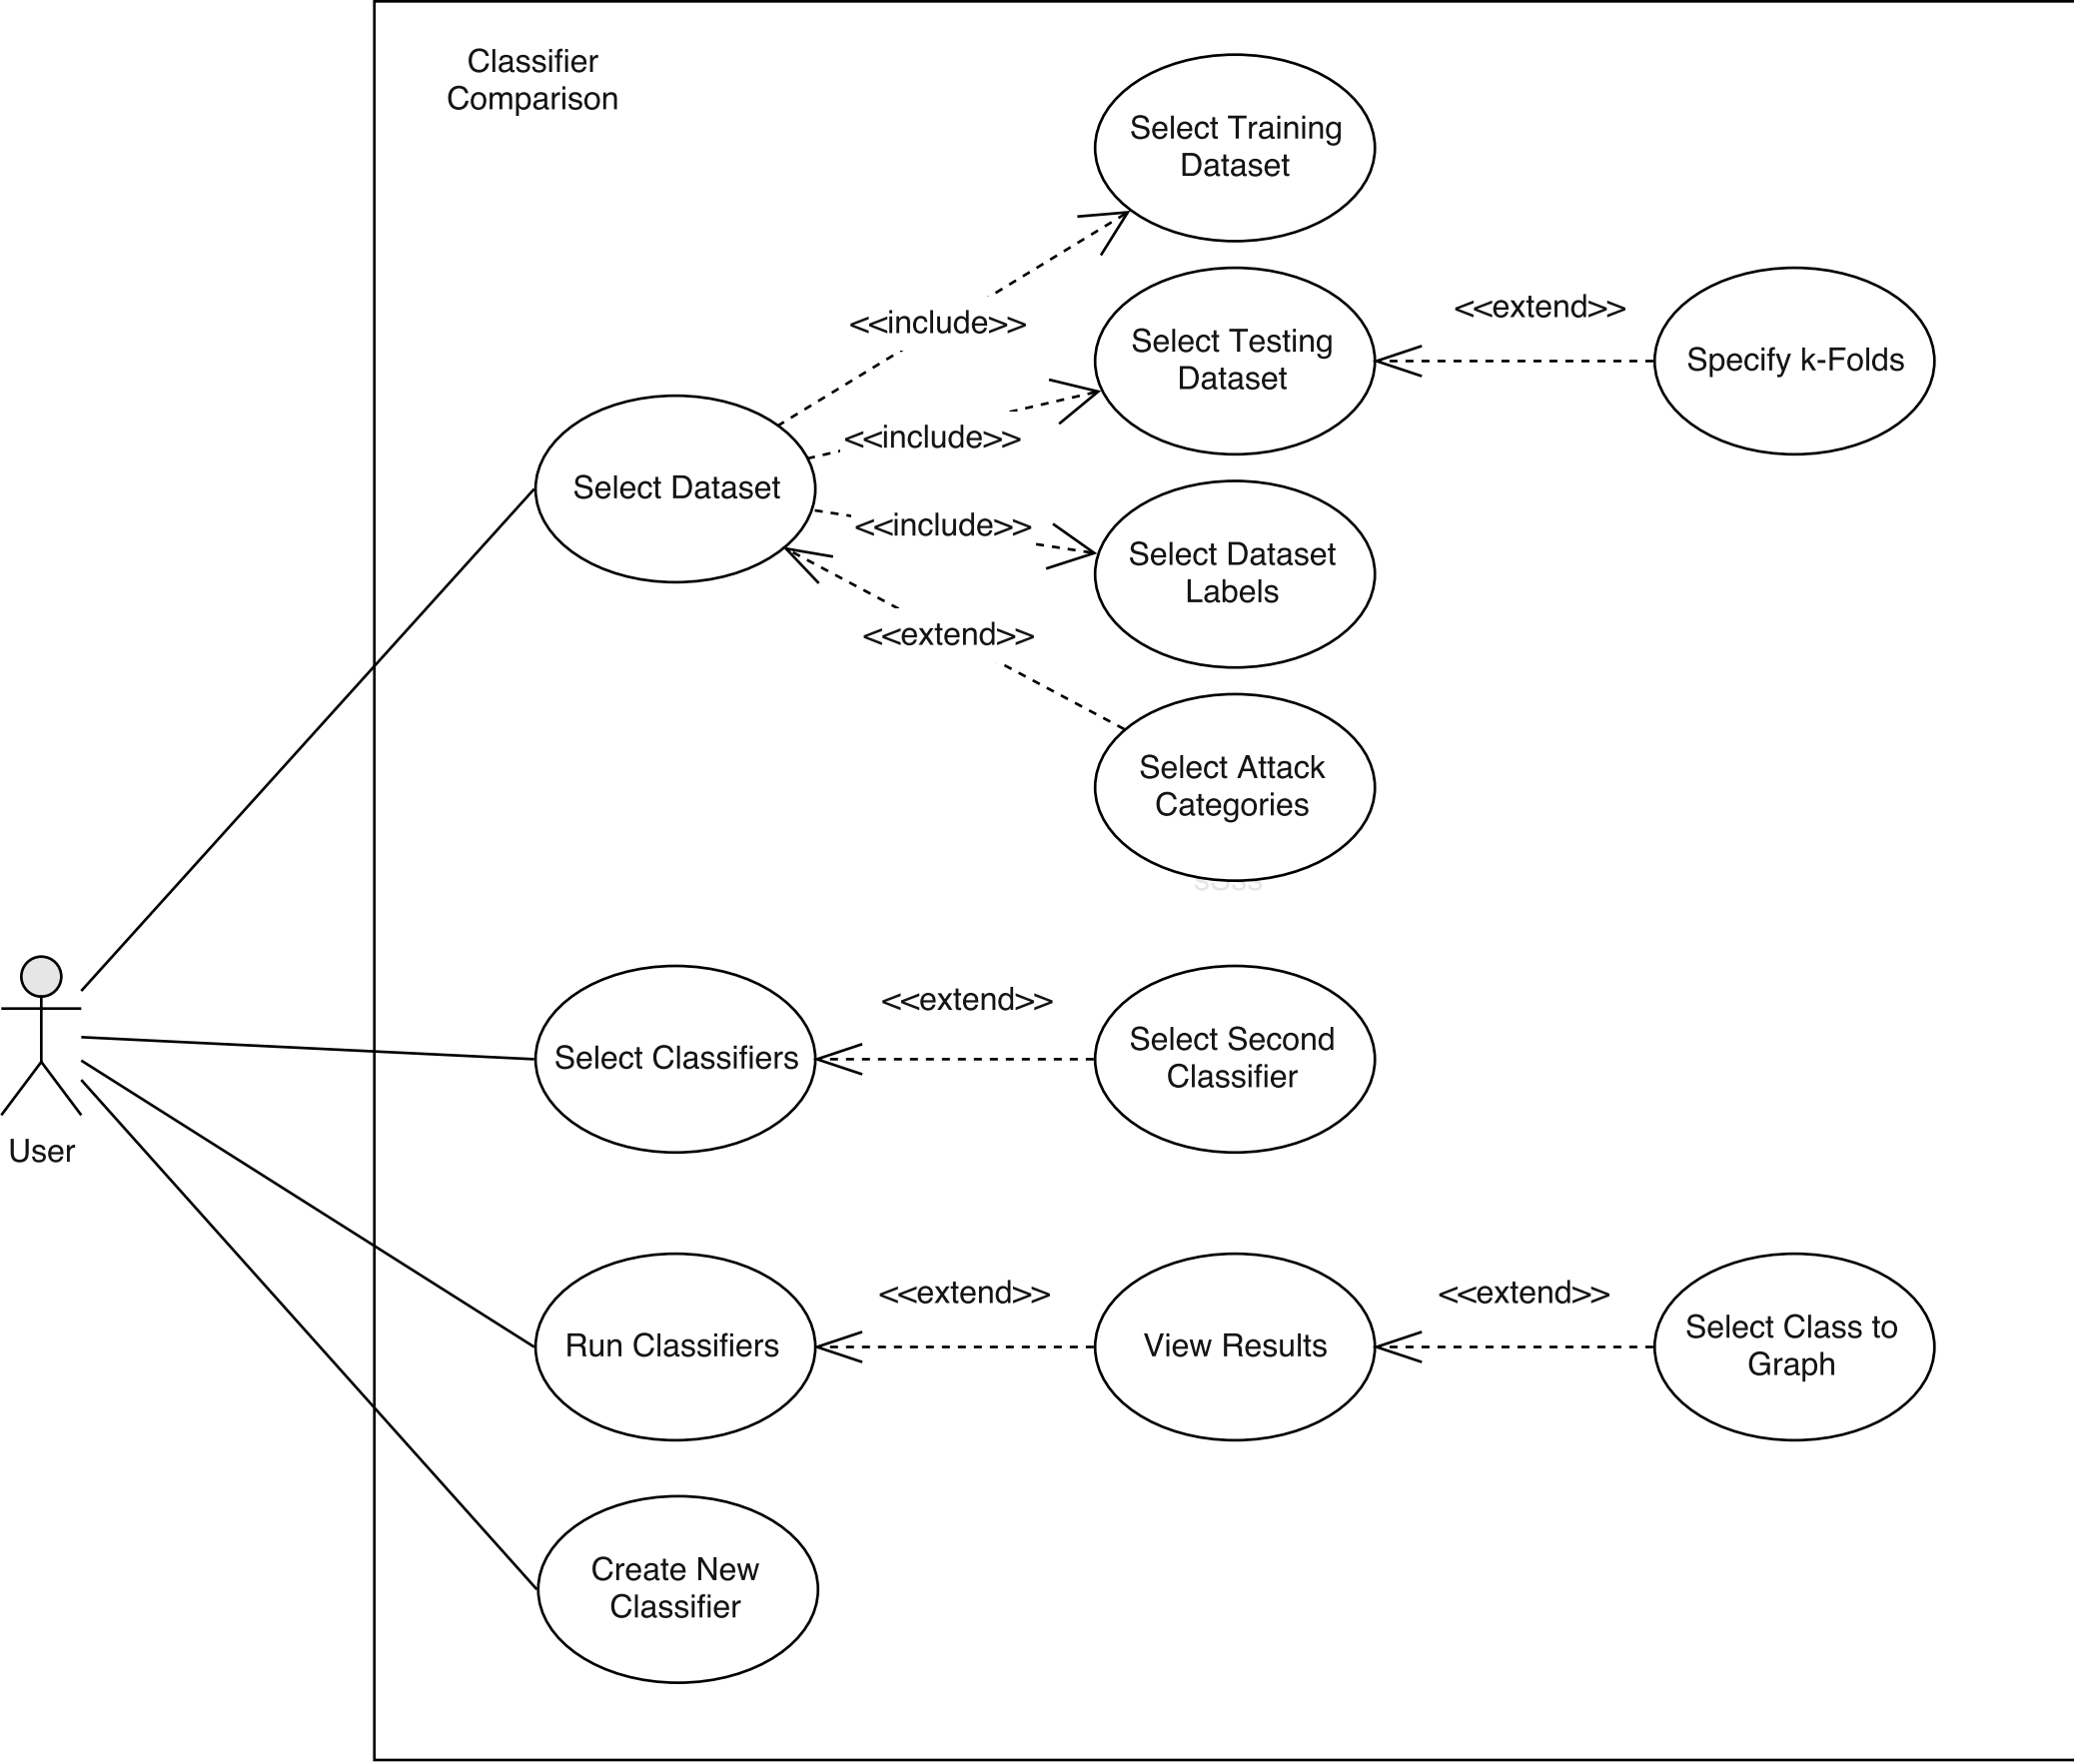 Classifier
Comparison
Select Training
Dataset
<<include>>
Select Testing
Dataset
<<extend>>
Specify k-Folds
<<include>>
Select Dataset
<<include>>
Select Dataset
Labels
<<extend>>
Select Attack
Categories
User
Select Classifiers
<<extend>>
Select Second
Classifier
Run Classifiers
<<extend>>
View Results
<<extend>>
Select Class to
Graph
Create New
Classifier